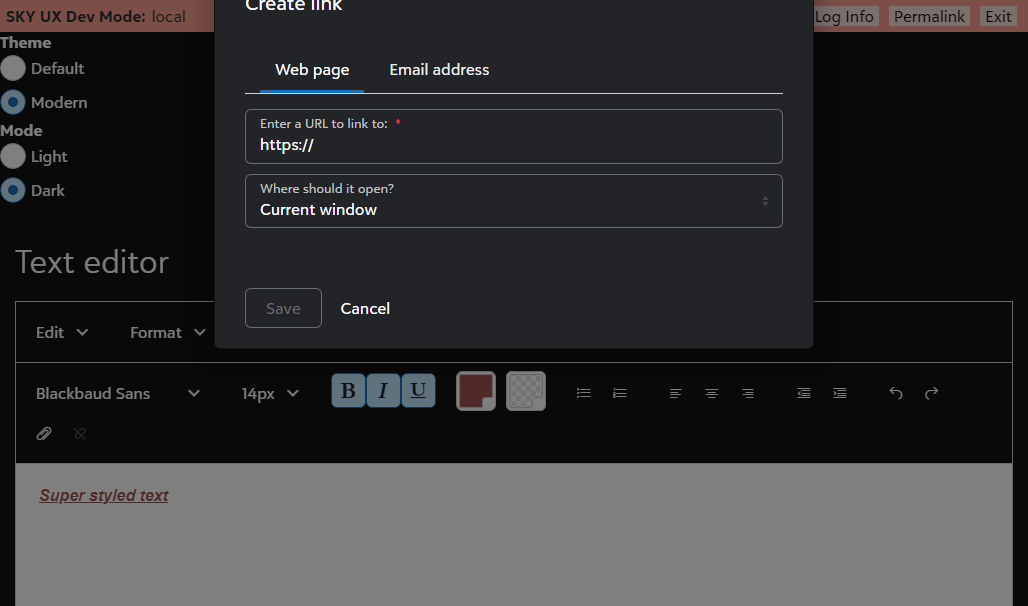 SKY UX Dev Mode: local
Log Info
Permalink
Exit
Theme
Default
Modern
Mode
Light
Dark
Create link
Web page
Email address
Enter a URL to link to: *
https://
Where should it open?
Current window
Save
Cancel
Text editor
Edit
Format
Blackbaud Sans
14px
B
I
U
Super styled text